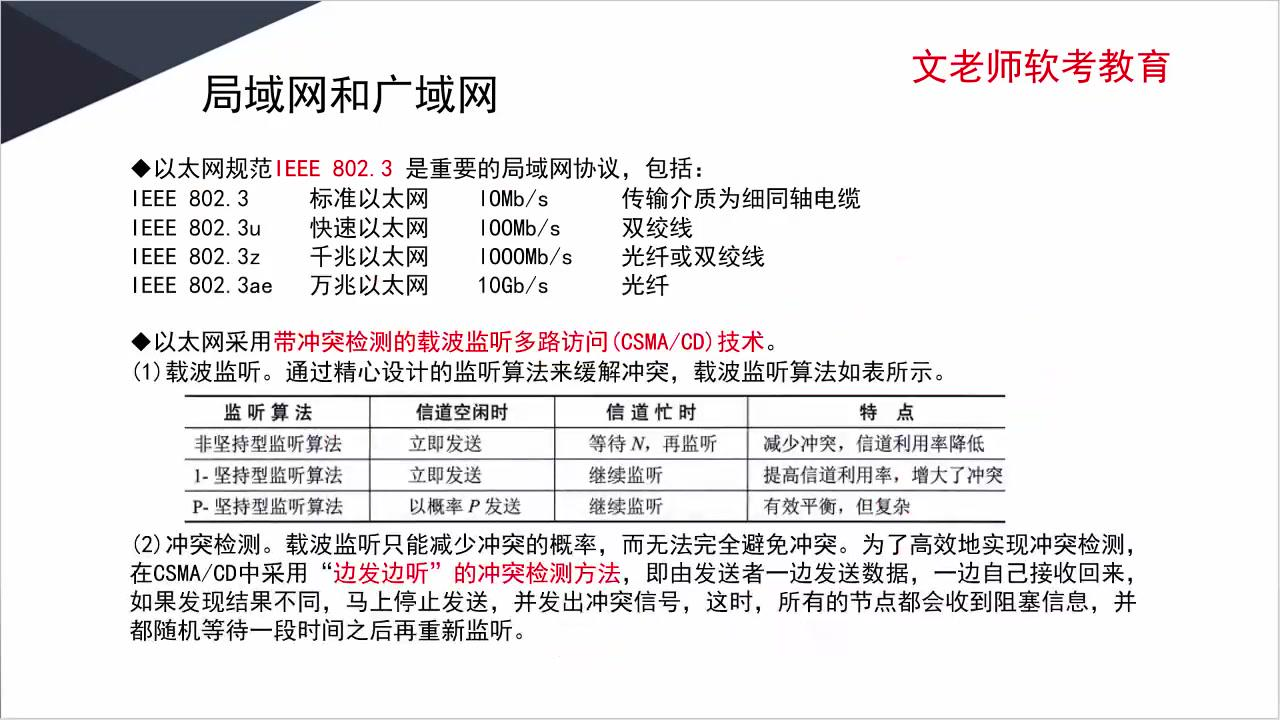 文老师软考教育
局域网和广域网
◆以太网规范IEEE 802.3 是重要的局域网协议，包括：
IEEE 802.3 标准以太网 10Mb/s 传输介质为细同轴电缆
IEEE 802.3u 快速以太网 100Mb/s 双绞线
IEEE 802.3z 千兆以太网 1000Mb/s 光纤或双绞线
IEEE 802.3ae 万兆以太网 10Gb/s 光纤
◆以太网采用带冲突检测的载波监听多路访问(CSMA/CD)技术。
(1)载波监听。通过精心设计的监听算法来缓解冲突，载波监听算法如表所示。
监听算法 信道空闲时 信道忙时 特 点
非坚持型监听算法 立即发送 等待 N，再监听 减少冲突，信道利用率降低
1- 坚持型监听算法 立即发送 继续监听 提高信道利用率，增大了冲突
P- 坚持型监听算法 以概率 P 发送 继续监听 有效平衡，但复杂
(2)冲突检测。载波监听只能减少冲突的概率，而无法完全避免冲突。为了高效地实现冲突检测，
在CSMA/CD中采用“边发边听”的冲突检测方法，即由发送者一边发送数据，一边自己接收回来，
如果发现结果不同，马上停止发送，并发出冲突信号，这时，所有的节点都会收到阻塞信息，并
都随机等待一段时间之后再重新监听。